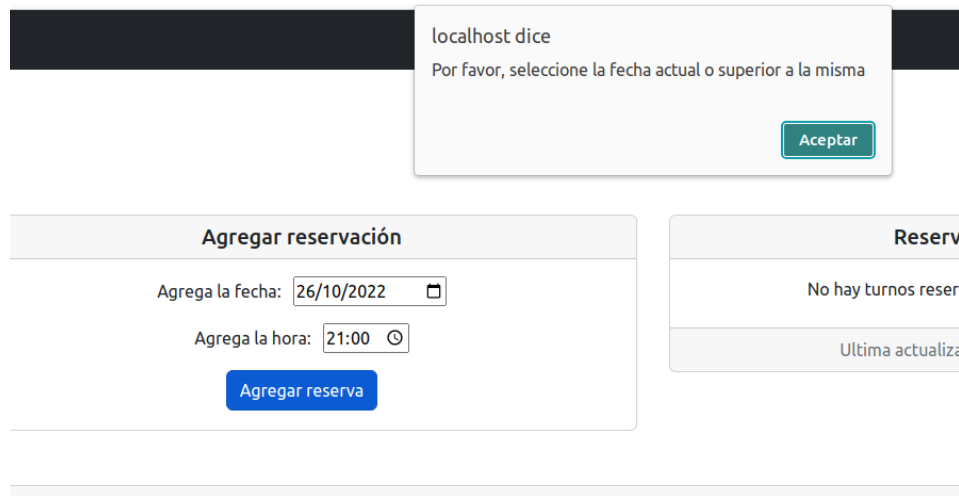 localhost dice
Por favor, seleccione la fecha actual o superior a la misma
Aceptar
Agregar reservación
Agrega la fecha: 26/10/2022
Agrega la hora: 21:00
Agregar reserva
Reserv
No hay turnos reser
Ultima actualiza